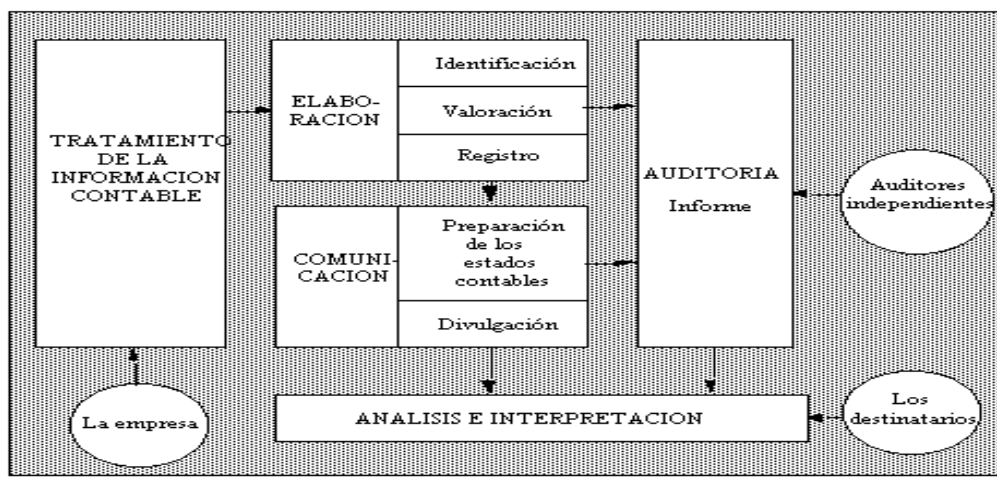 TRATAMIENTO
DE LA
INFORMACION
CONTABLE
ELABO-
RACION
Identificación
Valoración
Registro
COMUNI-
CACION
Preparación
de los
estados
contables
Divulgación
AUDITORIA
Informe
Auditores
independientes
La empresa
ANALISIS E INTERPRETACION
Los
destinatarios